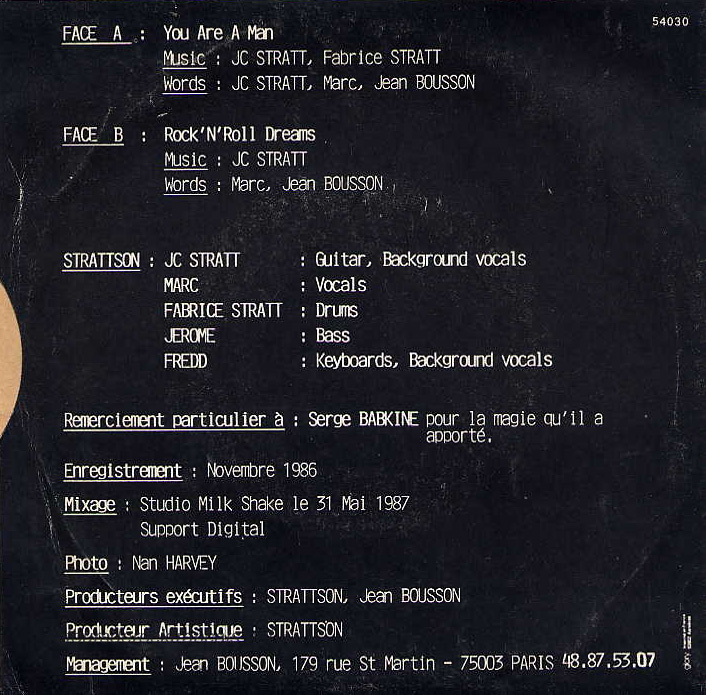 54030
FACE A : You Are A Man
Music : JC STRATT, Fabrice STRATT
Words : JC STRATT, Marc, Jean BOUSSON
FACE B : Rock'N'Roll Dreams
Music : JC STRATT
Words : Marc, Jean BOUSSON
STRATTSON : JC STRATT : Guitar, Background vocals
MARC : Vocals
FABRICE STRATT : Drums
JEROME : Bass
FREDD : Keyboards, Background vocals
Remerciement particulier à : Serge BABKINE pour la magie qu'il a
apporté.
Enregistrement : Novembre 1986
Mixage : Studio Milk Shake le 31 Mai 1987
Support Digital
Photo : Nan HARVEY
Producteurs exécutifs : STRATTSON, Jean BOUSSON
Producteur Artistique : STRATTSON
Management : Jean BOUSSON, 179 rue St Martin - 75003 PARIS 48.87.53.07